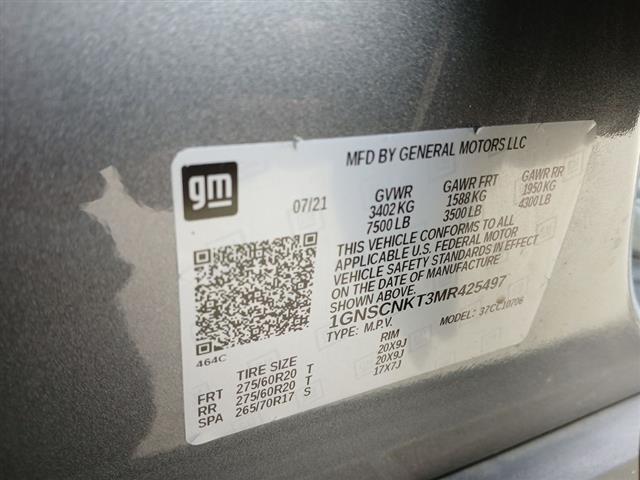 MFD BY GENERAL MOTORS LLC
gm
07/21
GVWR GAWR FRT GAWR RR
3402 KG 1588 KG 1950 KG
7500 LB 3500 LB 4300 LB
THIS VEHICLE CONFORMS TO ALL
APPLICABLE U.S. FEDERAL MOTOR
VEHICLE SAFETY STANDARDS IN EFFECT
ON THE DATE OF MANUFACTURE
SHOWN ABOVE.
1GNSCNKT3MR425497
TYPE: M.P.V. MODEL: 37CC10706
464C
TIRE SIZE RIM
FRT 275/60R20 T 20X9J
RR 275/60R20 T 20X9J
SPA 265/70R17 S 17X7J